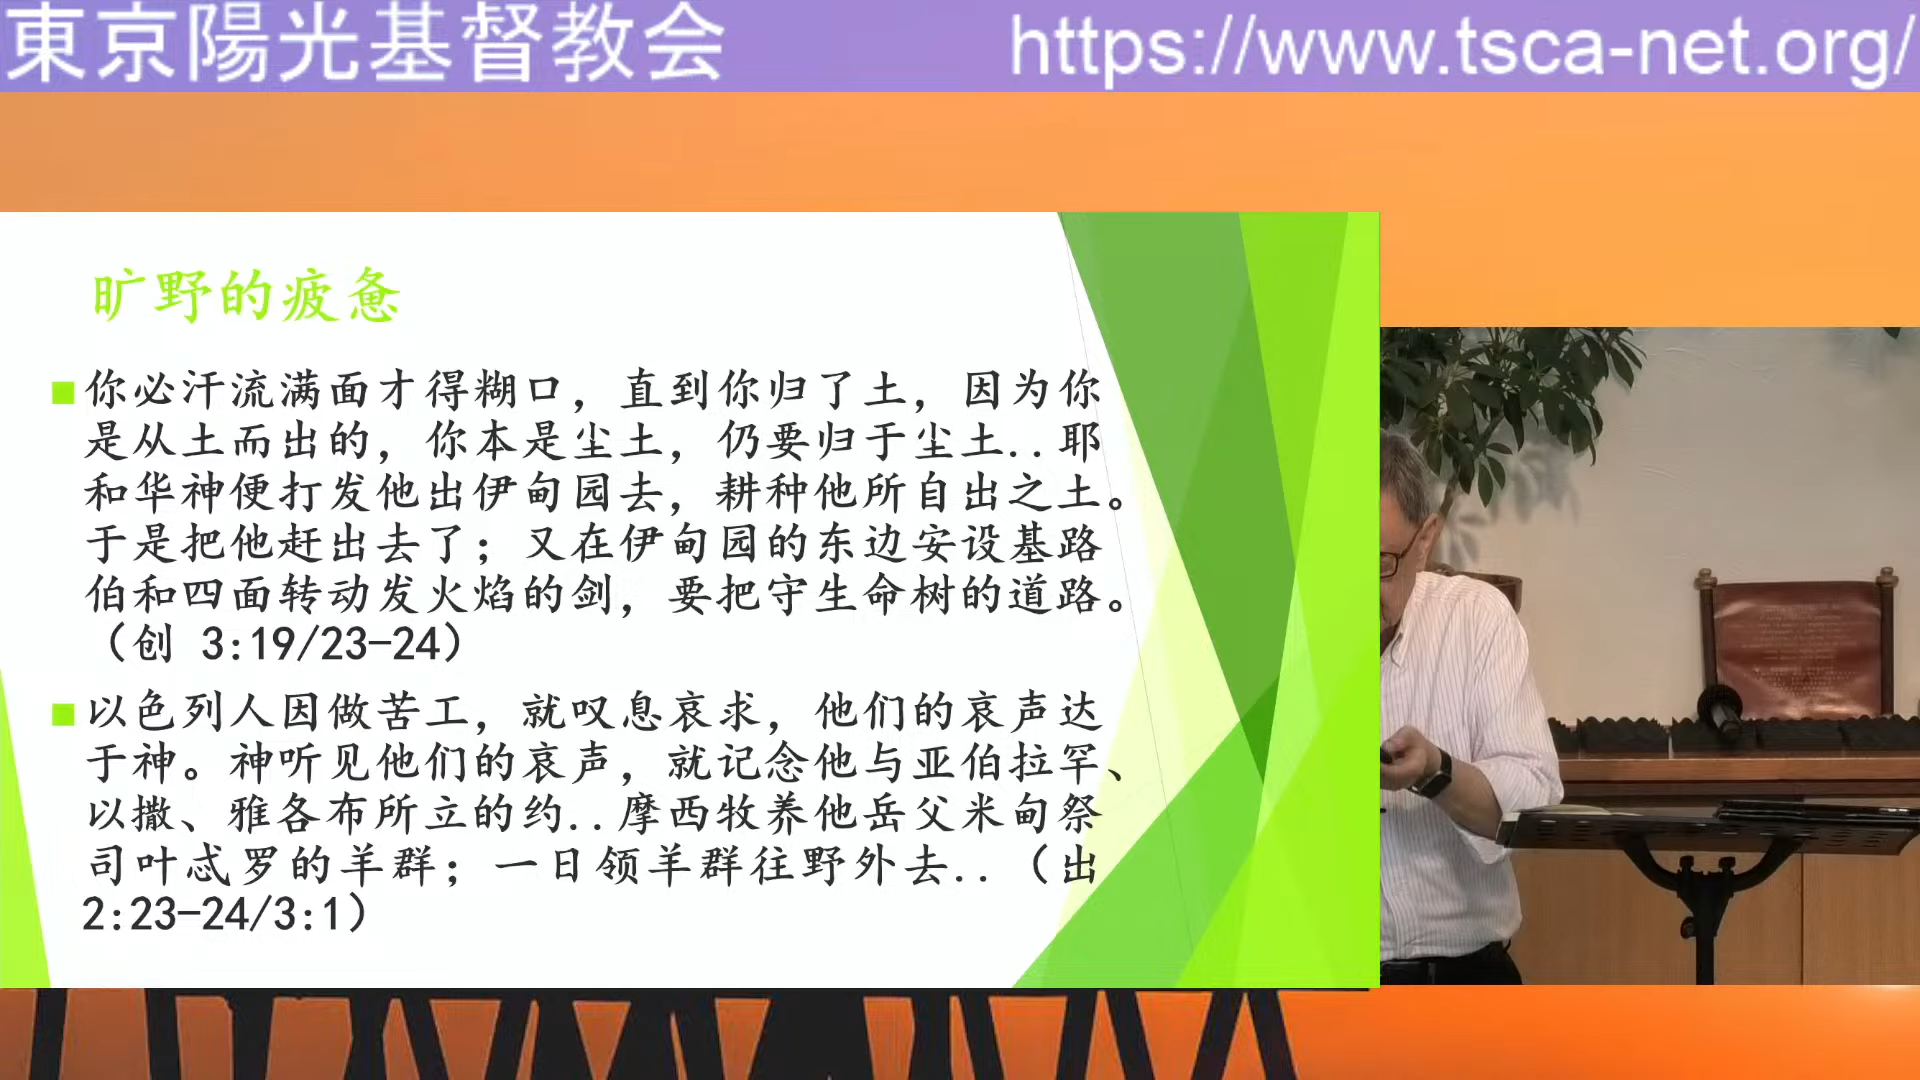 東京陽光基督教会
https://www.tsca-net.org/
旷野的疲惫
你必汗流满面才得糊口，直到你归了土，因为你
是从土而出的，你本是尘土，仍要归于尘土..耶
和华神便打发他出伊甸园去，耕种他所自出之土。
于是把他赶出去了；又在伊甸园的东边安设基路
伯和四面转动发火焰的剑，要把守生命树的道路。
（创 3:19/23-24）
以色列人因做苦工，就叹息哀求，他们的哀声达
于神。神听见他们的哀声，就记念他与亚伯拉罕、
以撒、雅各布所立的约..摩西牧养他岳父米甸祭
司叶忒罗的羊群；一日领羊群往野外去..（出
2:23-24/3:1）